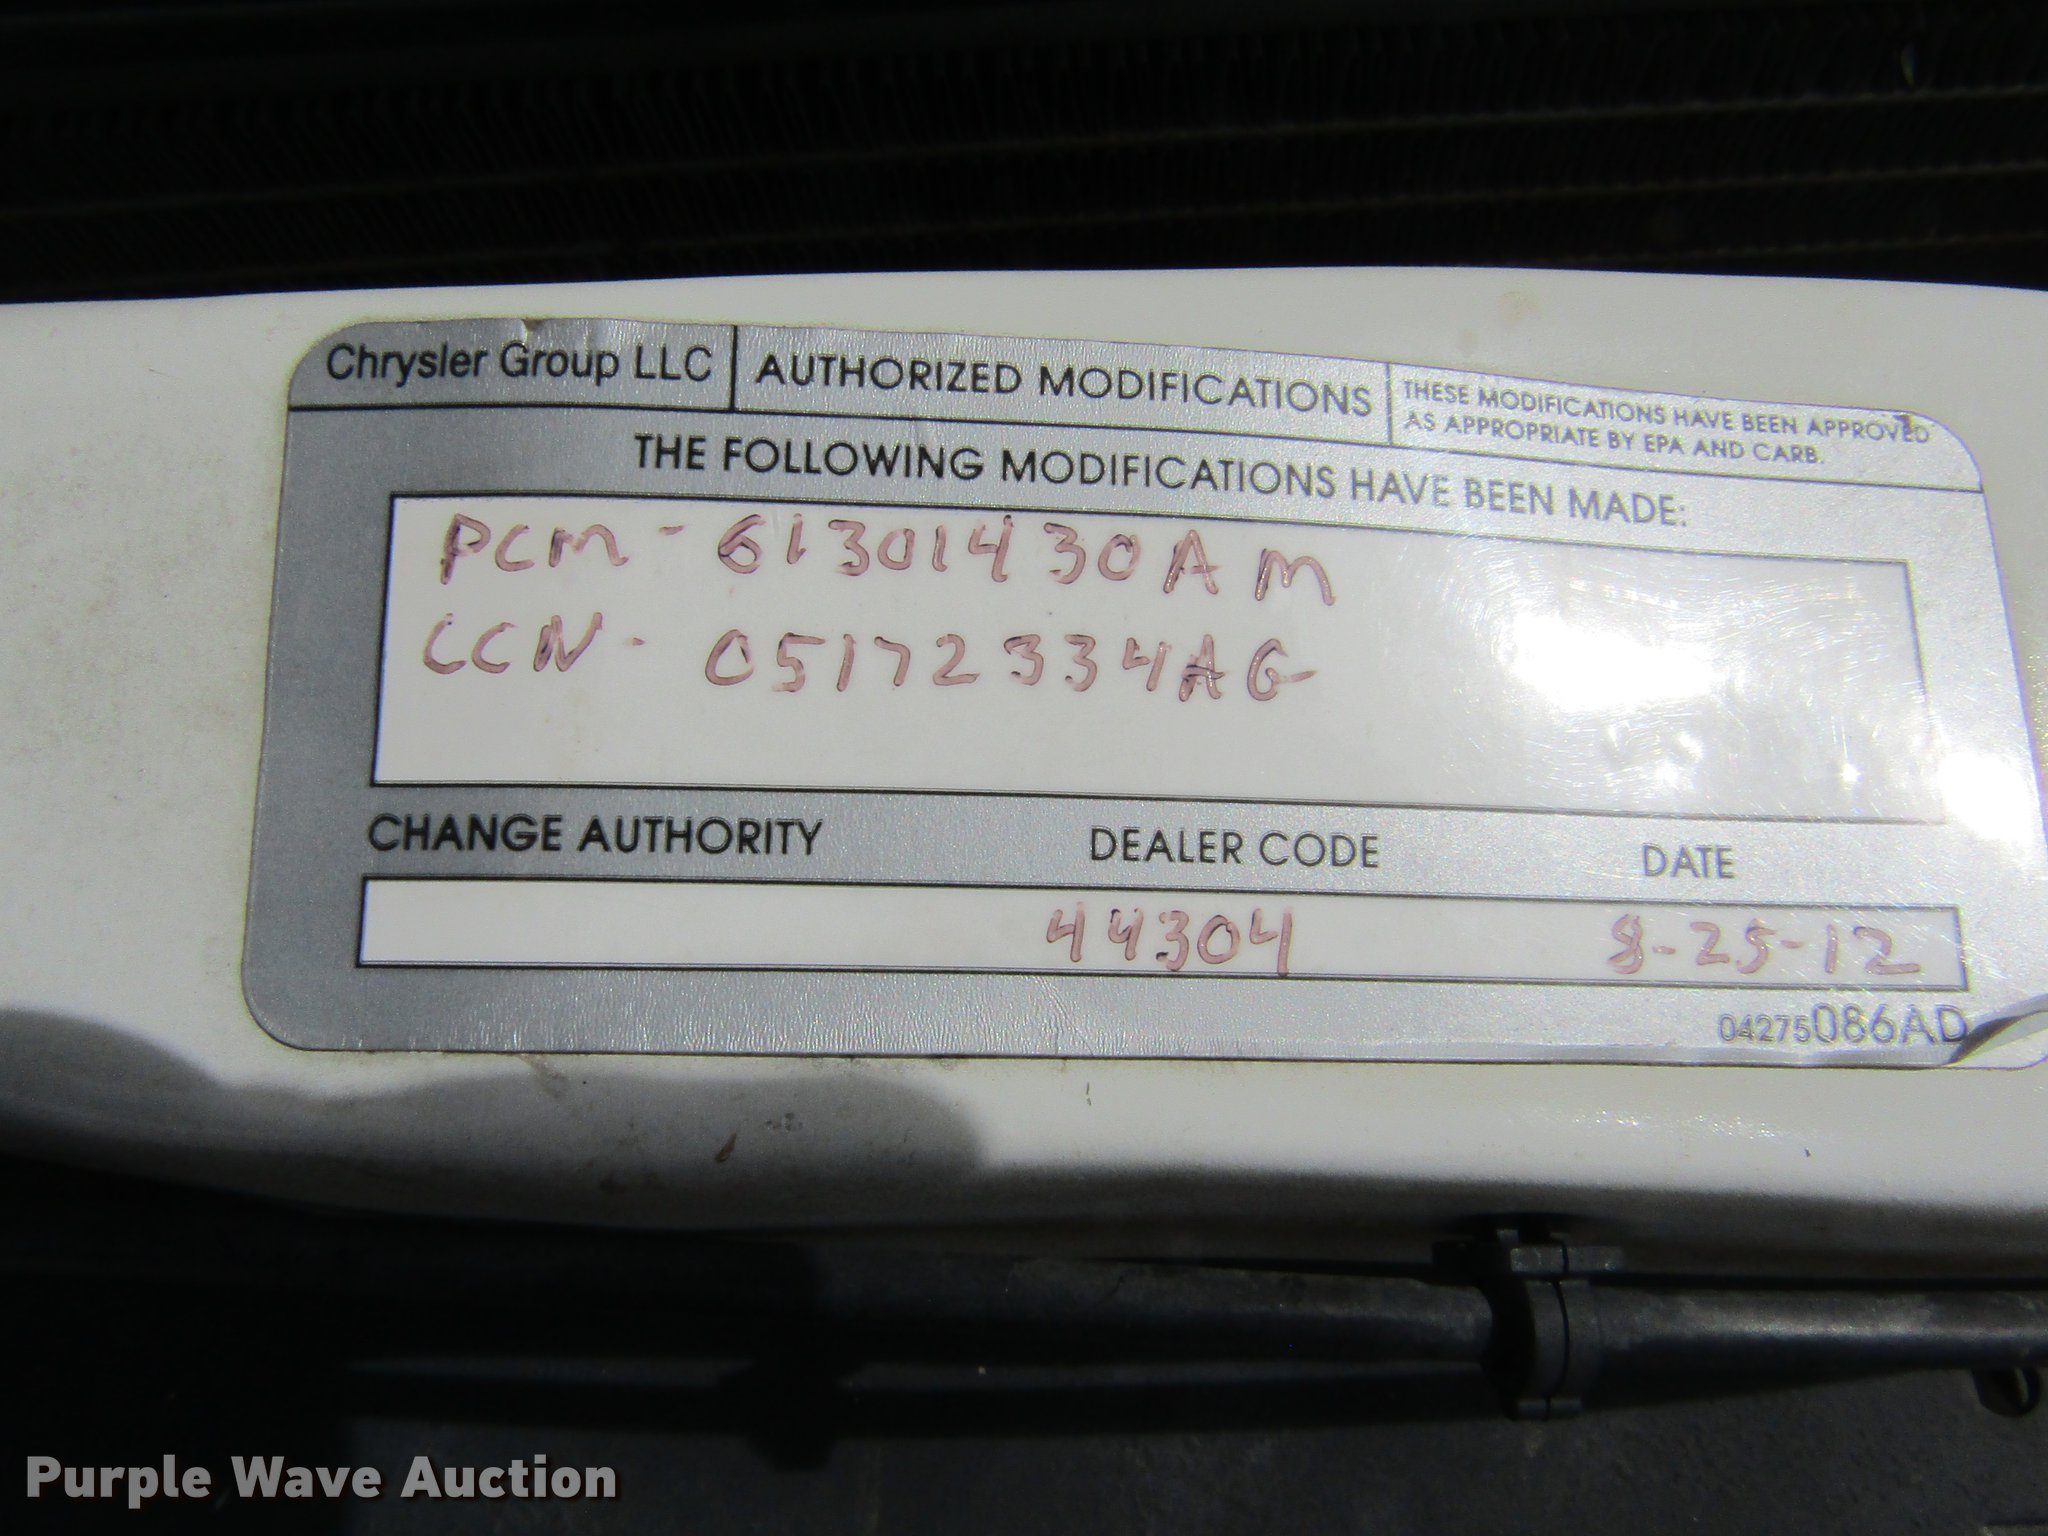 Chrysler Group LLC AUTHORIZED MODIFICATIONS THESE MODIFICATIONS HAVE BEEN APPROVED
AS APPROPRIATE BY EPA AND CARB.
THE FOLLOWING MODIFICATIONS HAVE BEEN MADE:
PCM - 61301430AM
CCN - 05172334AG
CHANGE AUTHORITY DEALER CODE DATE
44304 8-25-12
04275086AD
Purple Wave Auction